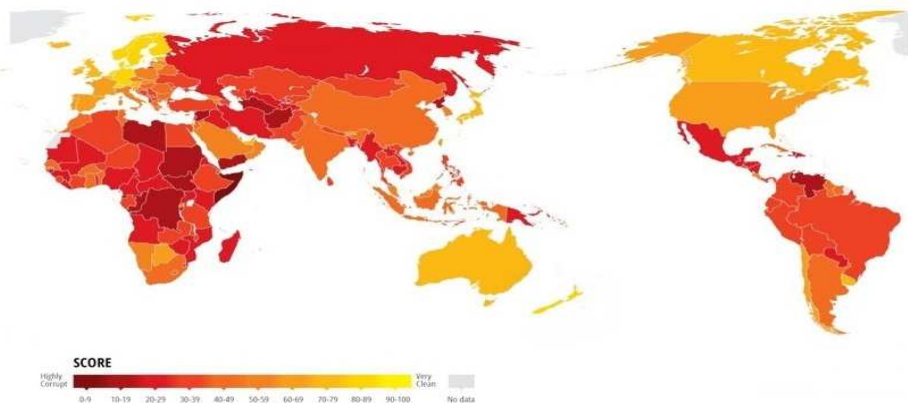 SCORE
Highly Corrupt
Very Clean
0-9 10-19 20-29 30-39 40-49 50-59 60-69 70-79 80-89 90-100 No data